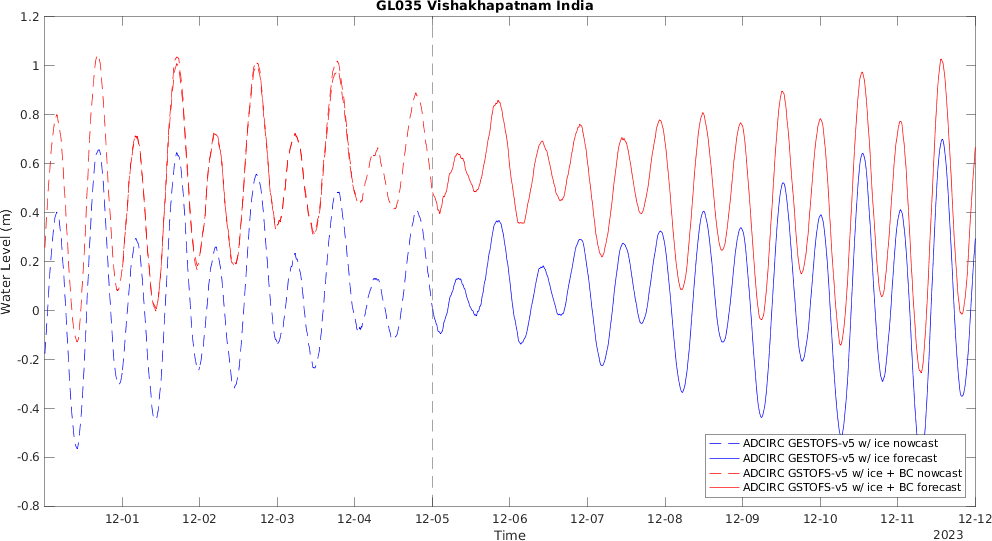 GL035 Vishakhapatnam India
1.2
1
0.8
0.6
0.4
0.2
0
-0.2
-0.4
-0.6
-0.8
Water Level (m)
ADCIRC GESTOFS-v5 w/ ice nowcast
ADCIRC GESTOFS-v5 w/ ice forecast
ADCIRC GSTOFS-v5 w/ ice + BC nowcast
ADCIRC GSTOFS-v5 w/ ice + BC forecast
12-01 12-02 12-03 12-04 12-05 12-06 12-07 12-08 12-09 12-10 12-11 12-12
Time
2023